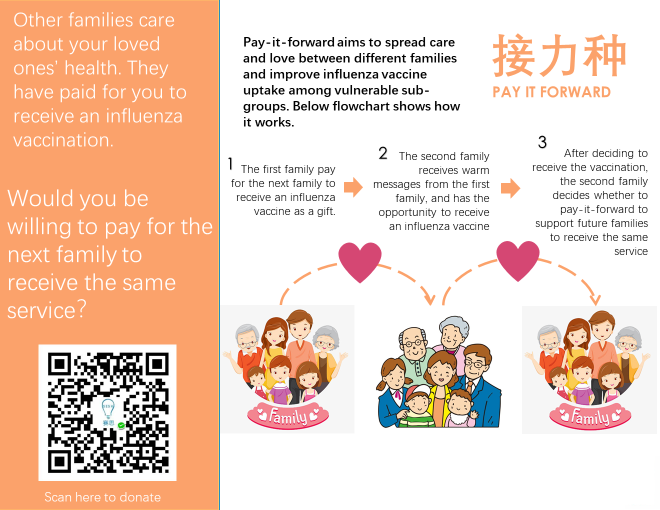 Other families care
about your loved
ones' health. They
have paid for you to
receive an influenza
vaccination.
Would you be
willing to pay for the
next family to
receive the same
service?
Scan here to donate
Pay-it-forward aims to spread care
and love between different families
and improve influenza vaccine
uptake among vulnerable sub-
groups. Below flowchart shows how
it works.
接力种
PAY IT FORWARD
1 The first family pay
for the next family to
receive an influenza
vaccine as a gift.
2 The second family
receives warm
messages from the first
family, and has the
opportunity to receive
an influenza vaccine
3
After deciding to
receive the vaccination,
the second family
decides whether to
pay-it-forward to
support future families
to receive the same
service
Family
Family